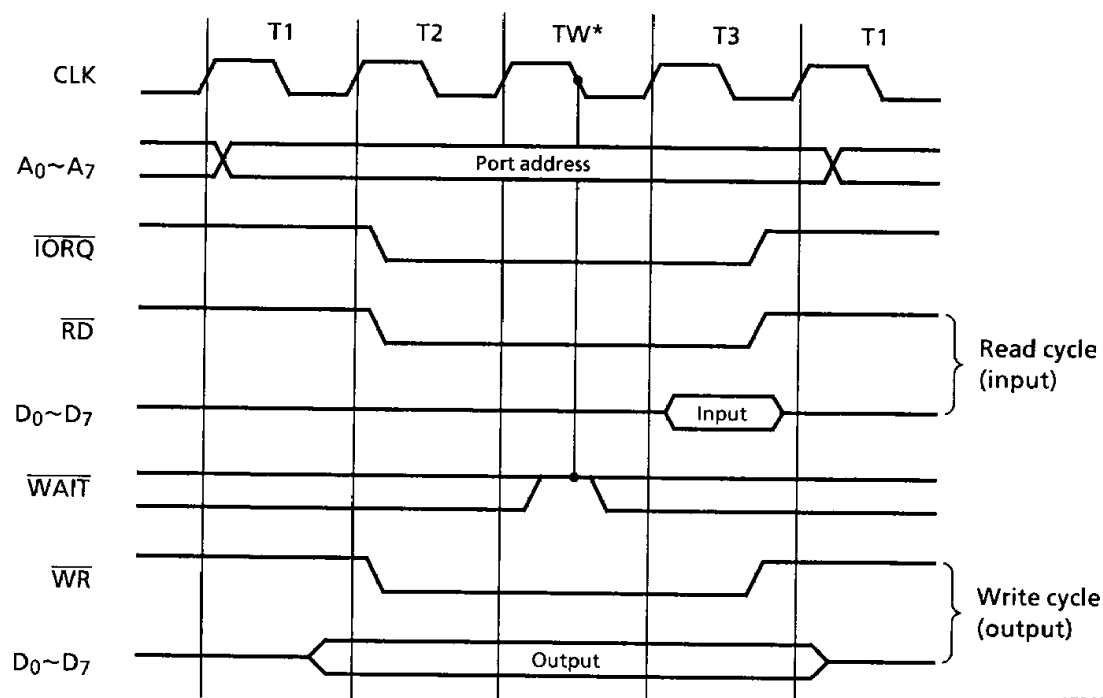 T1 T2 TW* T3 T1
CLK
A0~A7 Port address
IORQ
RD
Read cycle
(input)
D0~D7 Input
WAIT
WR
Write cycle
(output)
D0~D7 Output